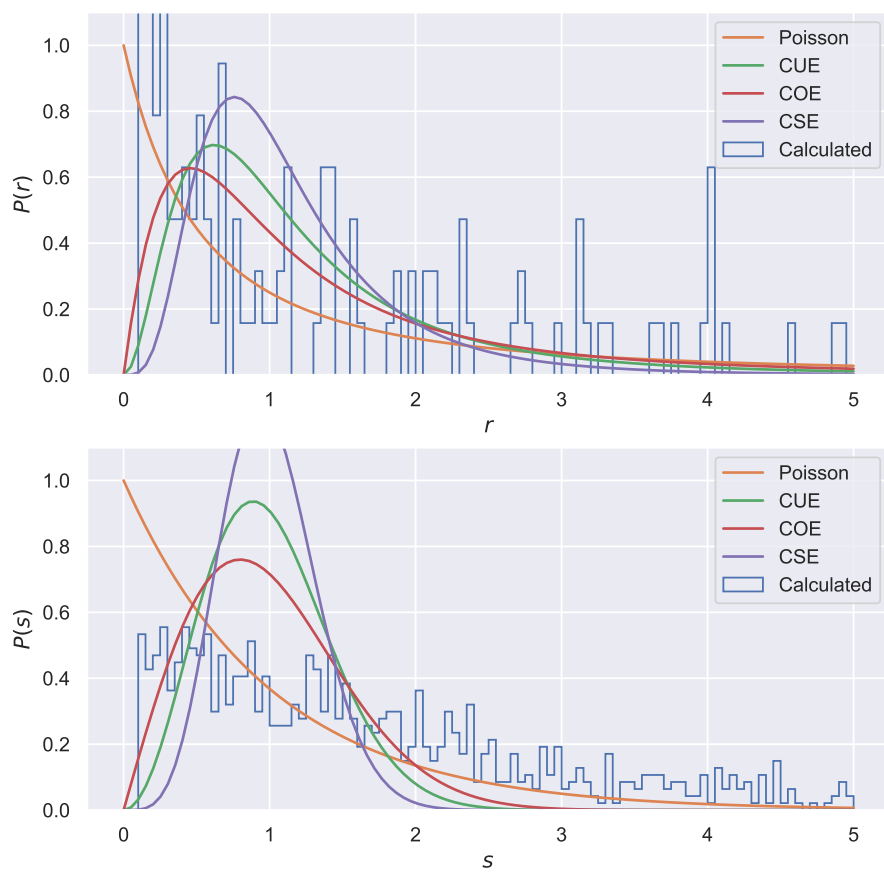 1.0
0.8
0.6
0.4
0.2
0.0
P(r)
0 1 2 3 4 5
r
Poisson
CUE
COE
CSE
Calculated
1.0
0.8
0.6
0.4
0.2
0.0
P(s)
0 1 2 3 4 5
s
Poisson
CUE
COE
CSE
Calculated